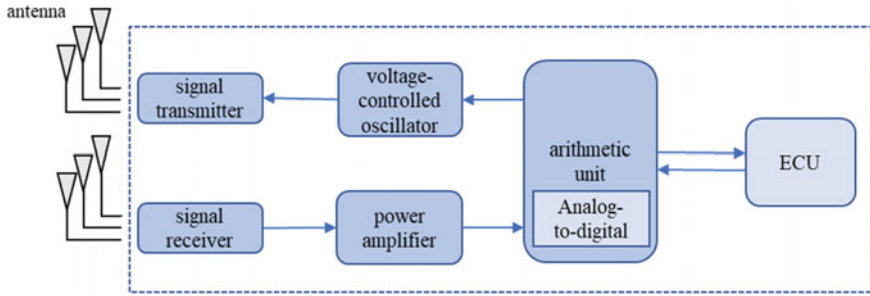 antenna
signal
transmitter
voltage-
controlled
oscillator
arithmetic
unit
Analog-
to-digital
ECU
signal
receiver
power
amplifier